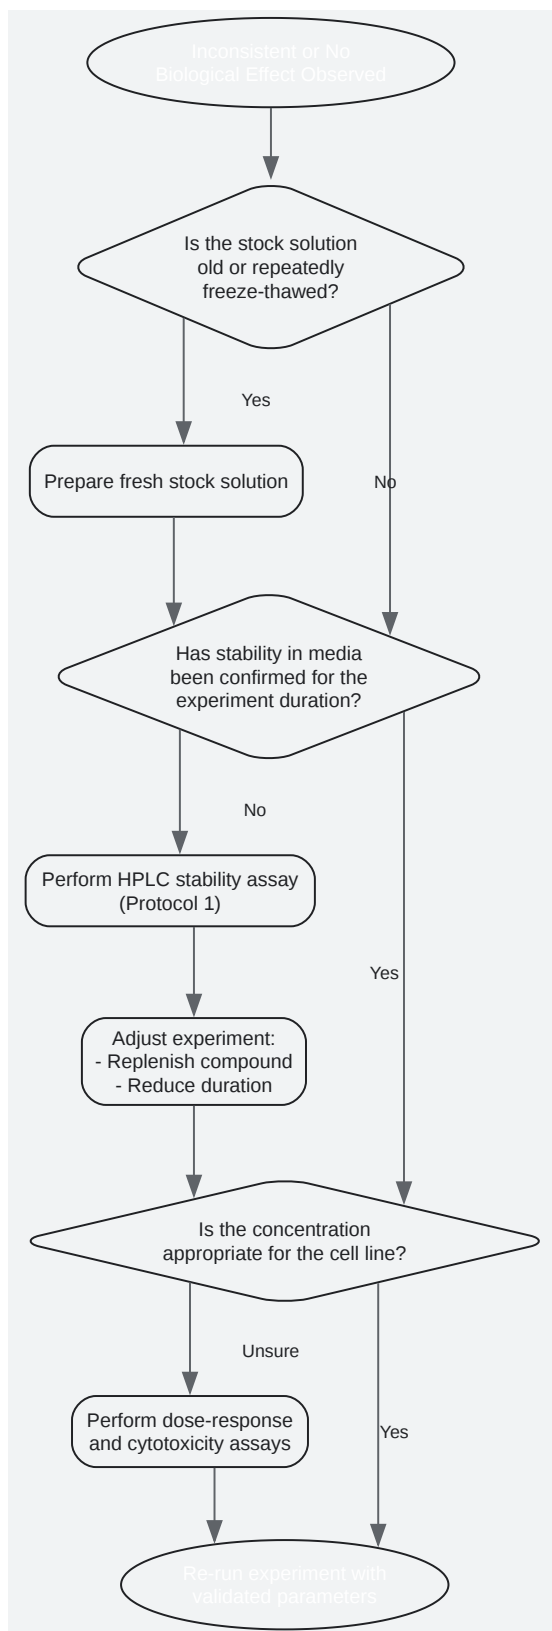 Inconsistent or No
Biological Effect Observed
Is the stock solution
old or repeatedly
freeze-thawed?
Yes
Prepare fresh stock solution
No
Has stability in media
been confirmed for the
experiment duration?
No
Perform HPLC stability assay
(Protocol 1)
Yes
Adjust experiment:
- Replenish compound
- Reduce duration
Is the concentration
appropriate for the cell line?
Unsure
Perform dose-response
and cytotoxicity assays
Yes
Re-run experiment with
validated parameters